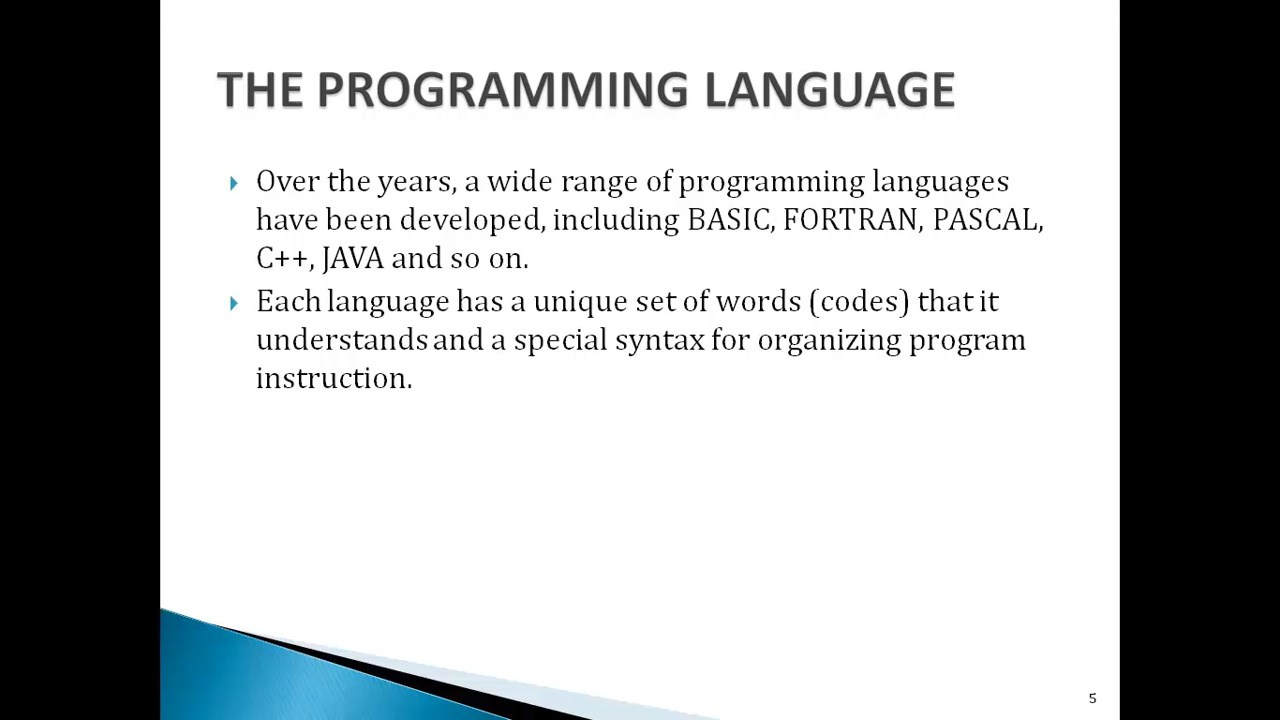 THE PROGRAMMING LANGUAGE
Over the years, a wide range of programming languages
have been developed, including BASIC, FORTRAN, PASCAL,
C++, JAVA and so on.
Each language has a unique set of words (codes) that it
understands and a special syntax for organizing program
instruction.
5